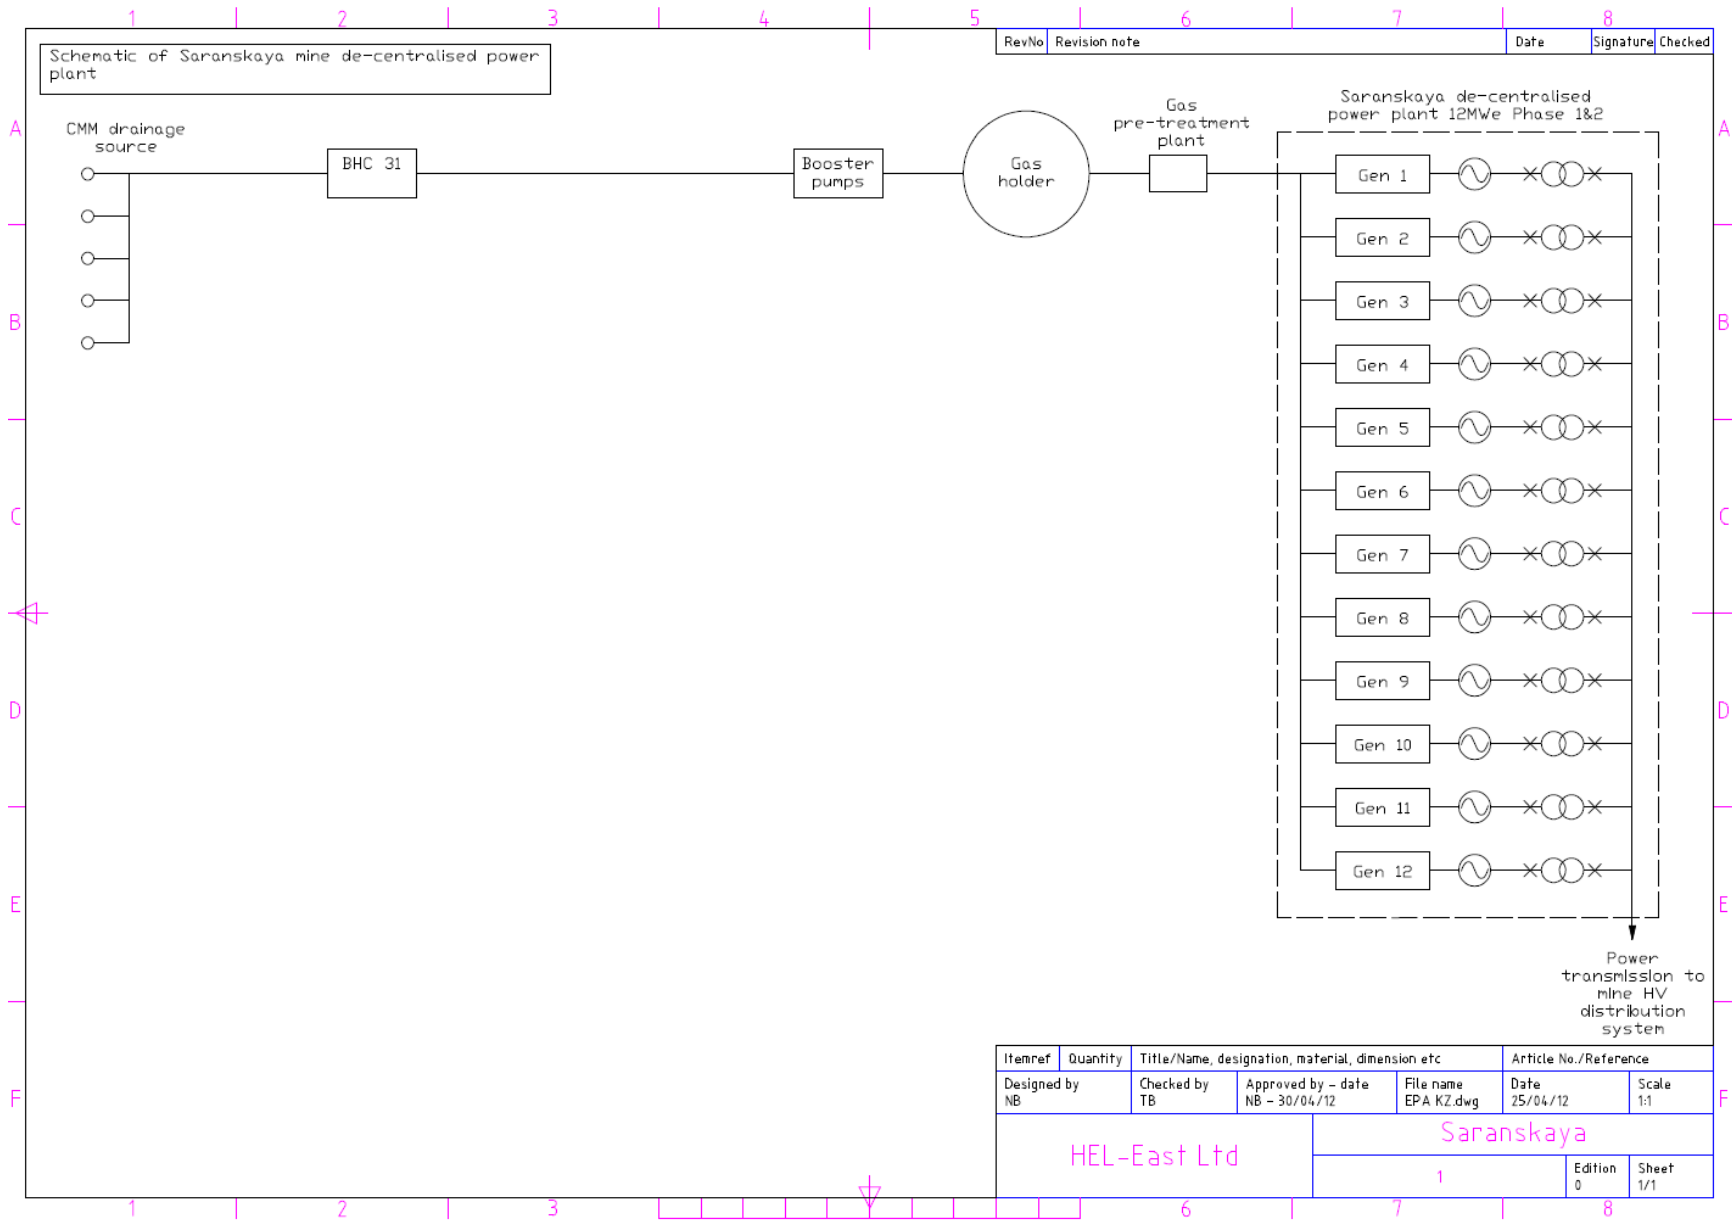 1 2 3 4 5 6 7 8
RevNo Revision note Date Signature Checked
Schematic of Saranskaya mine de-centralised power
plant
A A
CMM drainage
source
BHC 31
Booster
pumps
Gas
holder
Gas
pre-treatment
plant
Saranskaya de-centralised
power plant 12MWe Phase 1&2
Gen 1
Gen 2
B B
Gen 3
Gen 4
Gen 5
C C
Gen 6
Gen 7
Gen 8
Gen 9
D D
Gen 10
Gen 11
Gen 12
E E
Power
transmission to
mine HV
distribution
system
F F
Itemref Quantity Title/Name, designation, material, dimension etc Article No./Reference
Designed by
NB
Checked by
TB
Approved by - date
NB - 30/04/12
File name
EPA KZ.dwg
Date
25/04/12
Scale
1:1
HEL-East Ltd
Saranskaya
1
Edition
0
Sheet
1/1
1 2 3 6 7 8